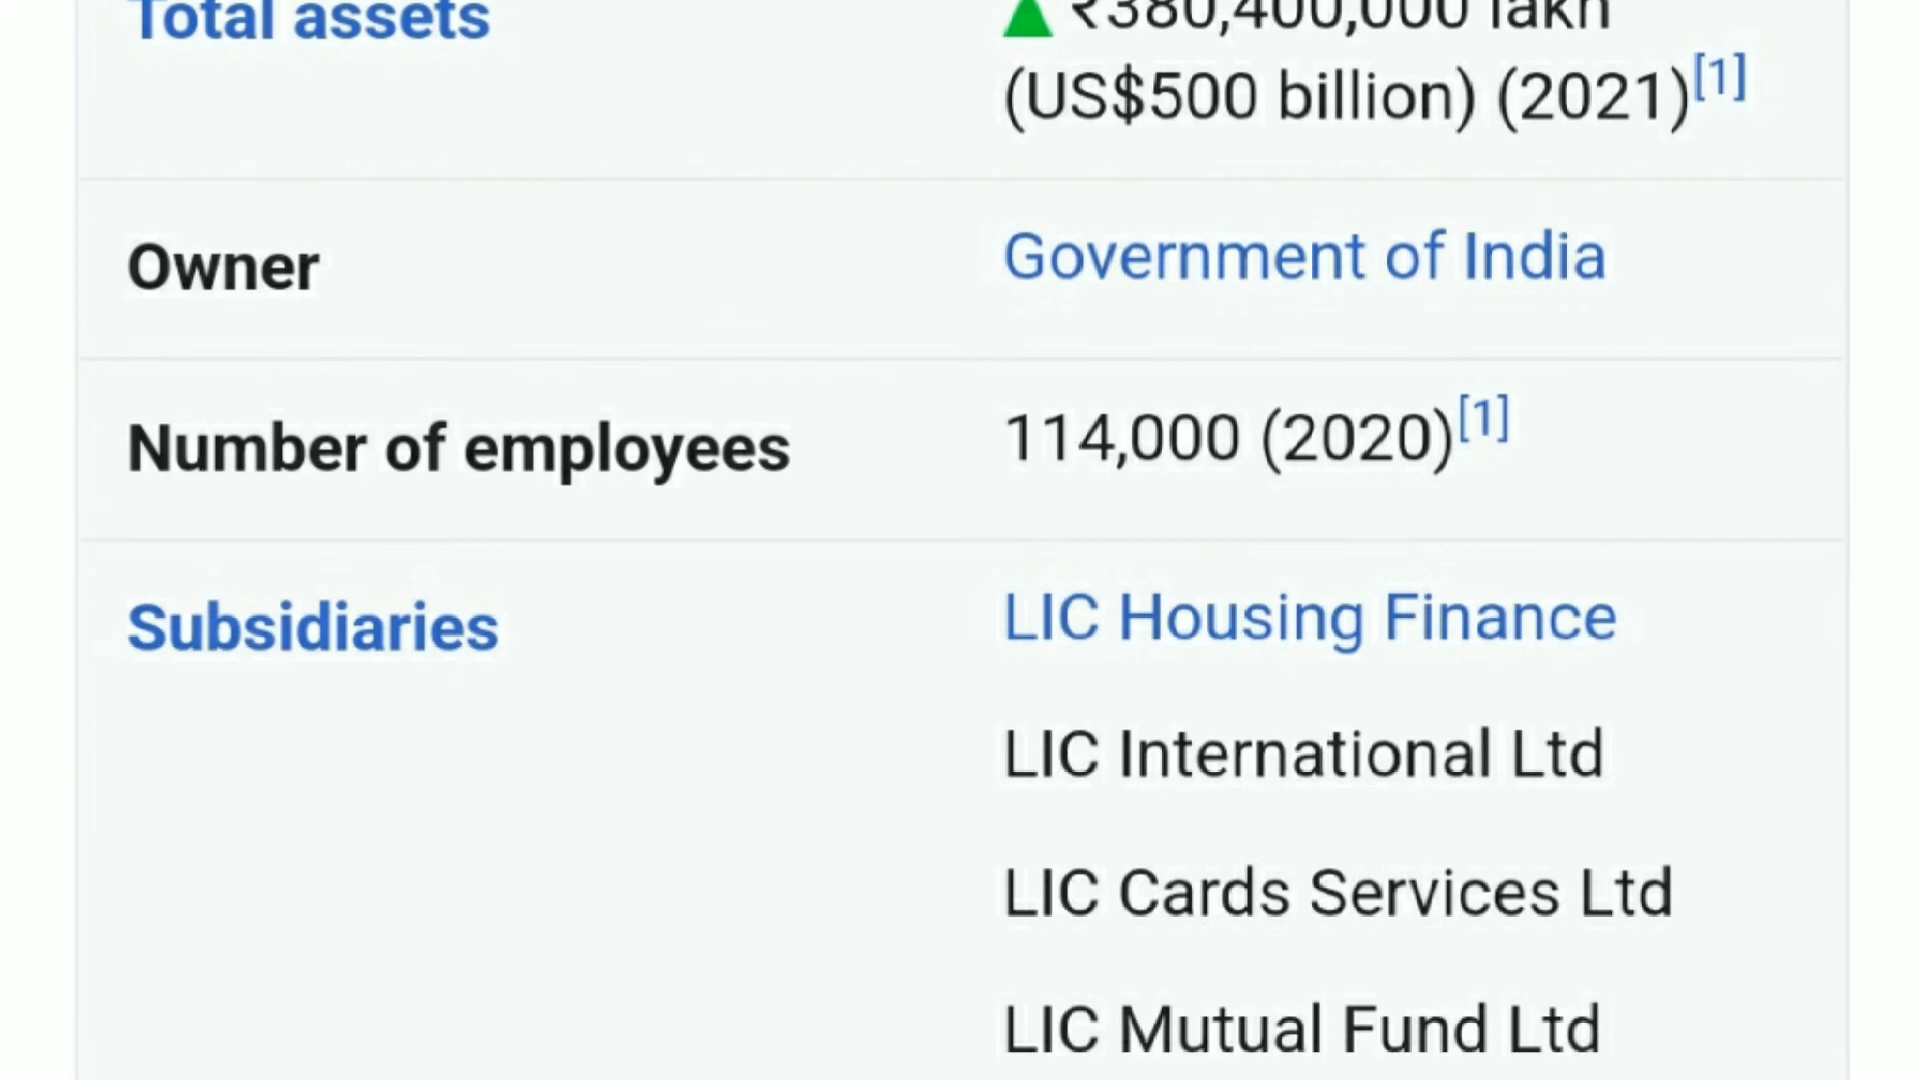 Total assets
▲ ₹380,400,000 lakh
(US$500 billion) (2021)[1]
Owner
Government of India
Number of employees
114,000 (2020)[1]
Subsidiaries
LIC Housing Finance
LIC International Ltd
LIC Cards Services Ltd
LIC Mutual Fund Ltd